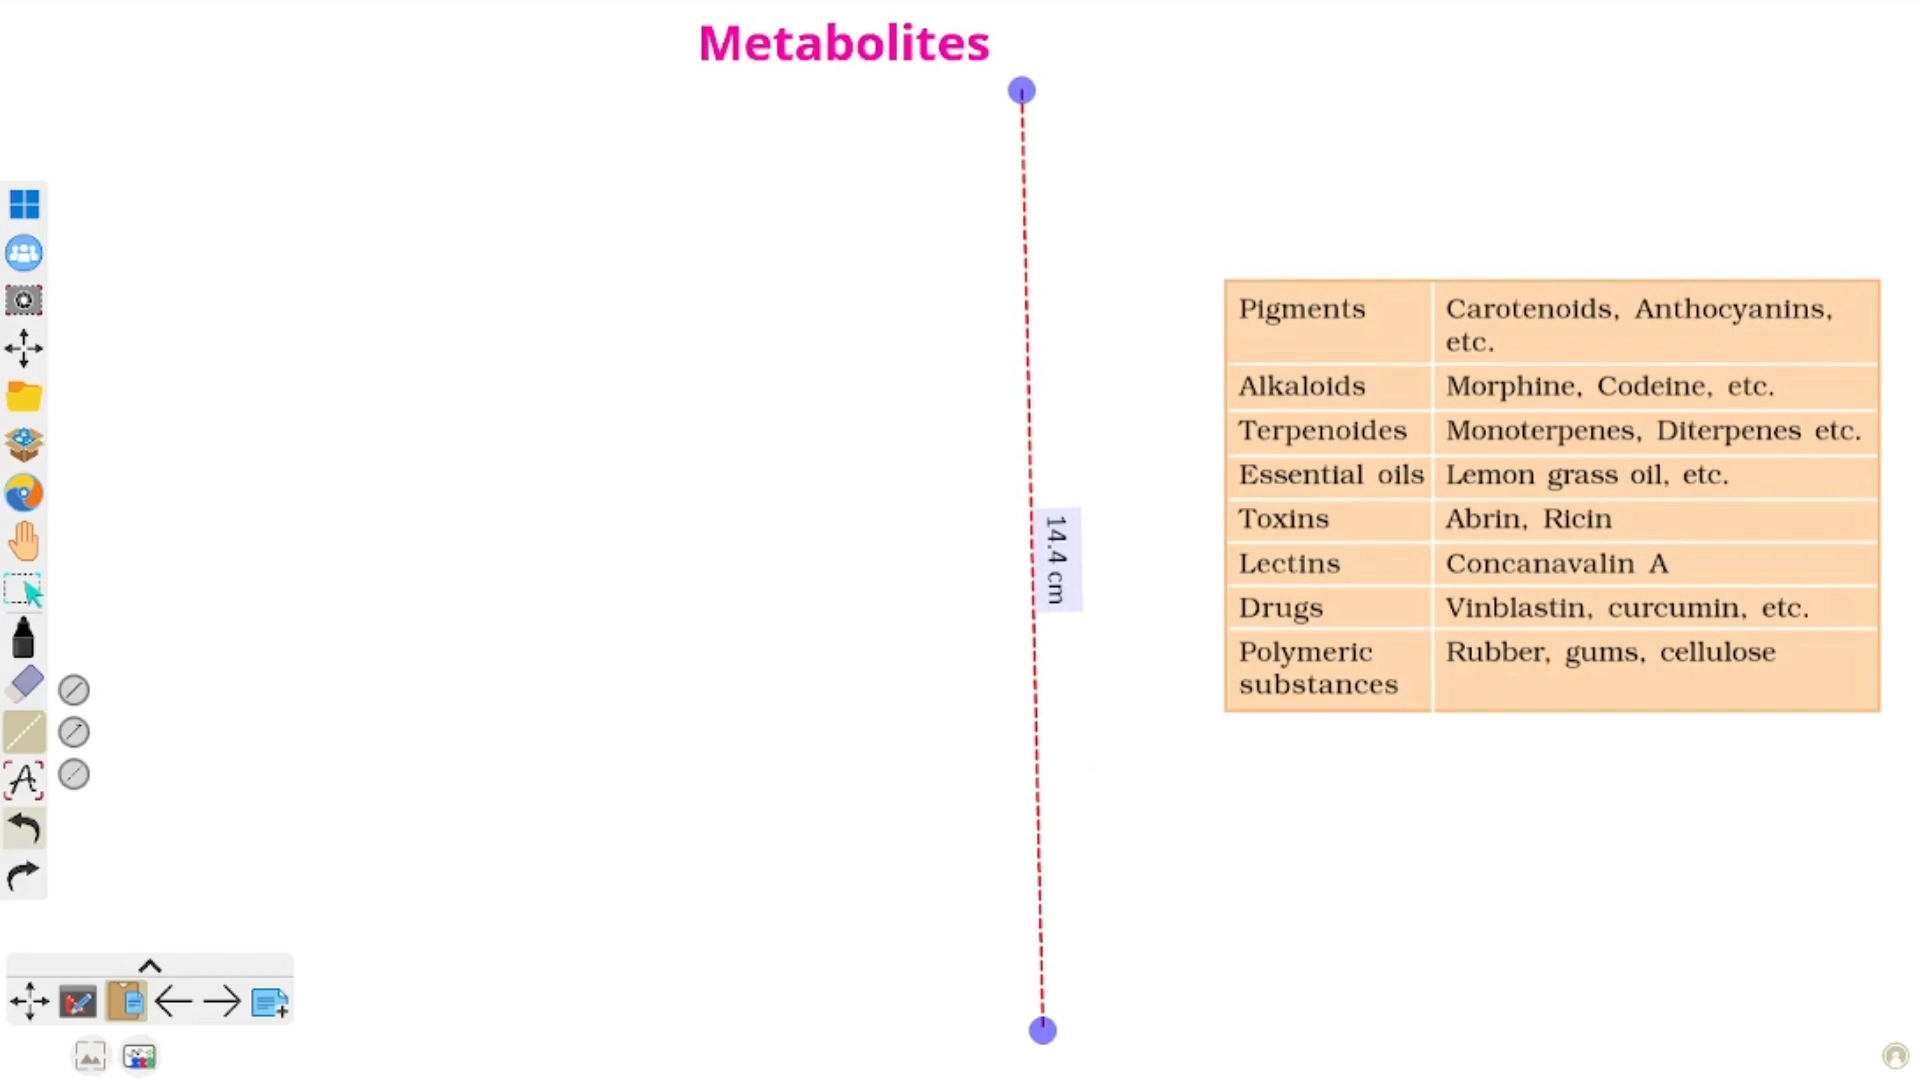 Metabolites
14.4 cm
Pigments Carotenoids, Anthocyanins,
etc.
Alkaloids Morphine, Codeine, etc.
Terpenoides Monoterpenes, Diterpenes etc.
Essential oils Lemon grass oil, etc.
Toxins Abrin, Ricin
Lectins Concanavalin A
Drugs Vinblastin, curcumin, etc.
Polymeric Rubber, gums, cellulose
substances